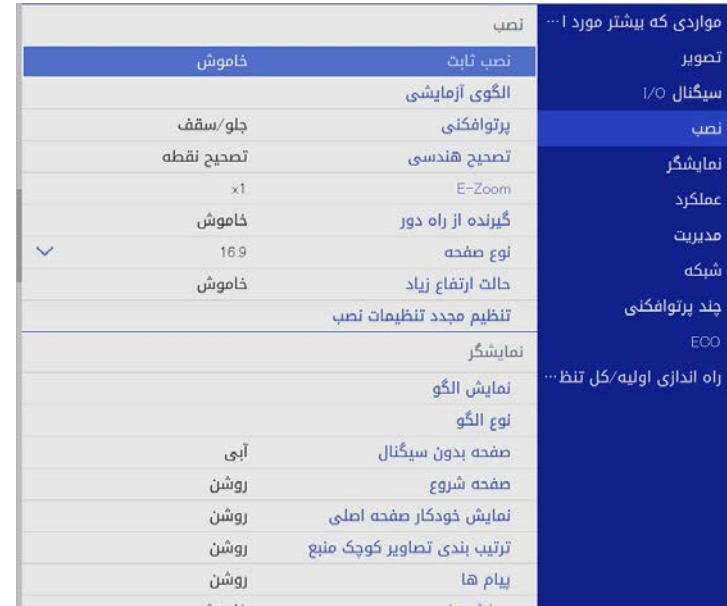 مواردی که بیشتر مورد ا...
تصویر
سیگنال I/O
نصب
نمایشگر
عملکرد
مدیریت
شبکه
چند پرتوافکنی
ECO
راه اندازی اولیه/کل تنظ...
نصب
نصب ثابت خاموش
الگوی آزمایشی
پرتوافکنی جلو/سقف
تصحیح هندسی تصحیح نقطه
E-Zoom x1
گیرنده از راه دور خاموش
نوع صفحه 16:9
حالت ارتفاع زیاد خاموش
تنظیم مجدد تنظیمات نصب
نمایشگر
نمایش الگو
نوع الگو
صفحه بدون سیگنال آبی
صفحه شروع روشن
نمایش خودکار صفحه اصلی روشن
ترتیب بندی تصاویر کوچک منبع روشن
پیام ها روشن